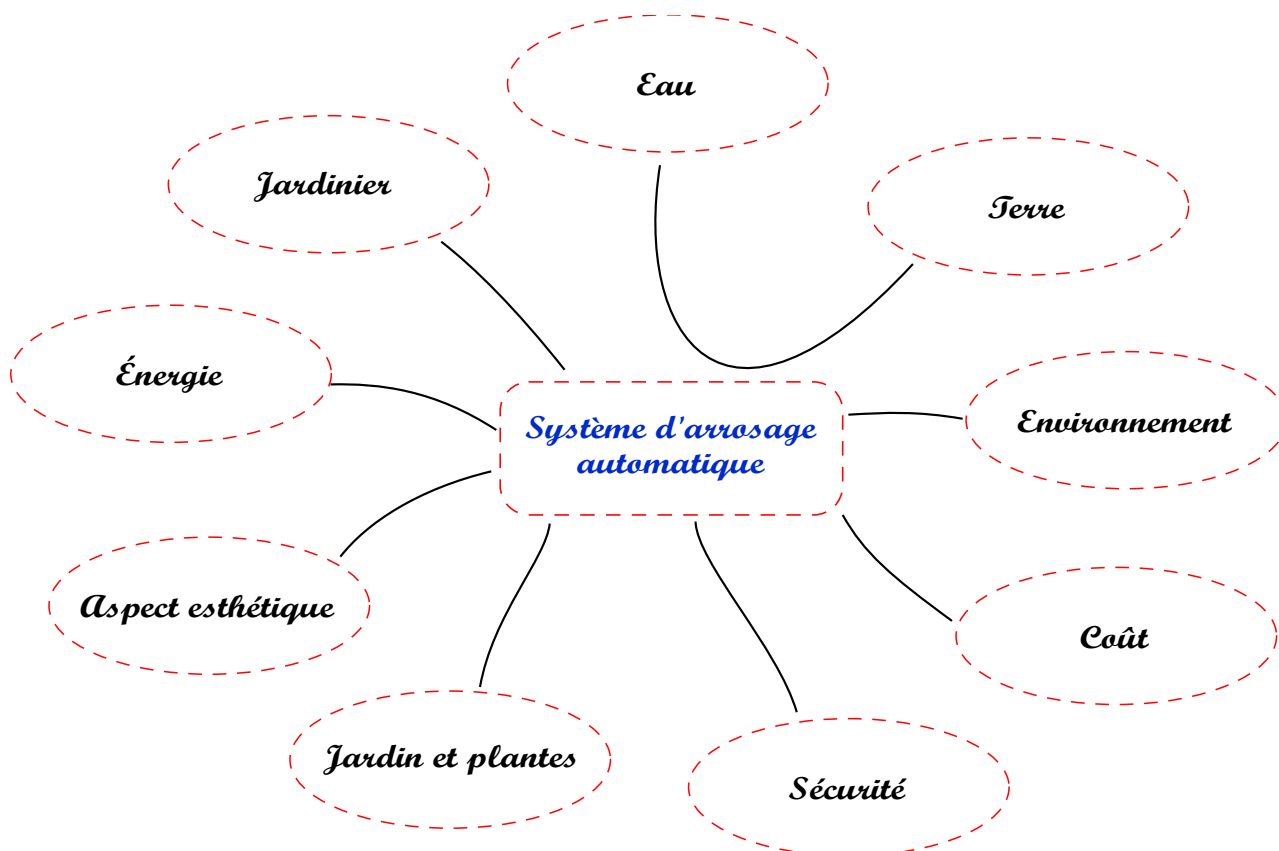 Eau
Jardinier
Terre
Énergie
Système d'arrosage
automatique
Environnement
Aspect esthétique
Coût
Jardin et plantes
Sécurité